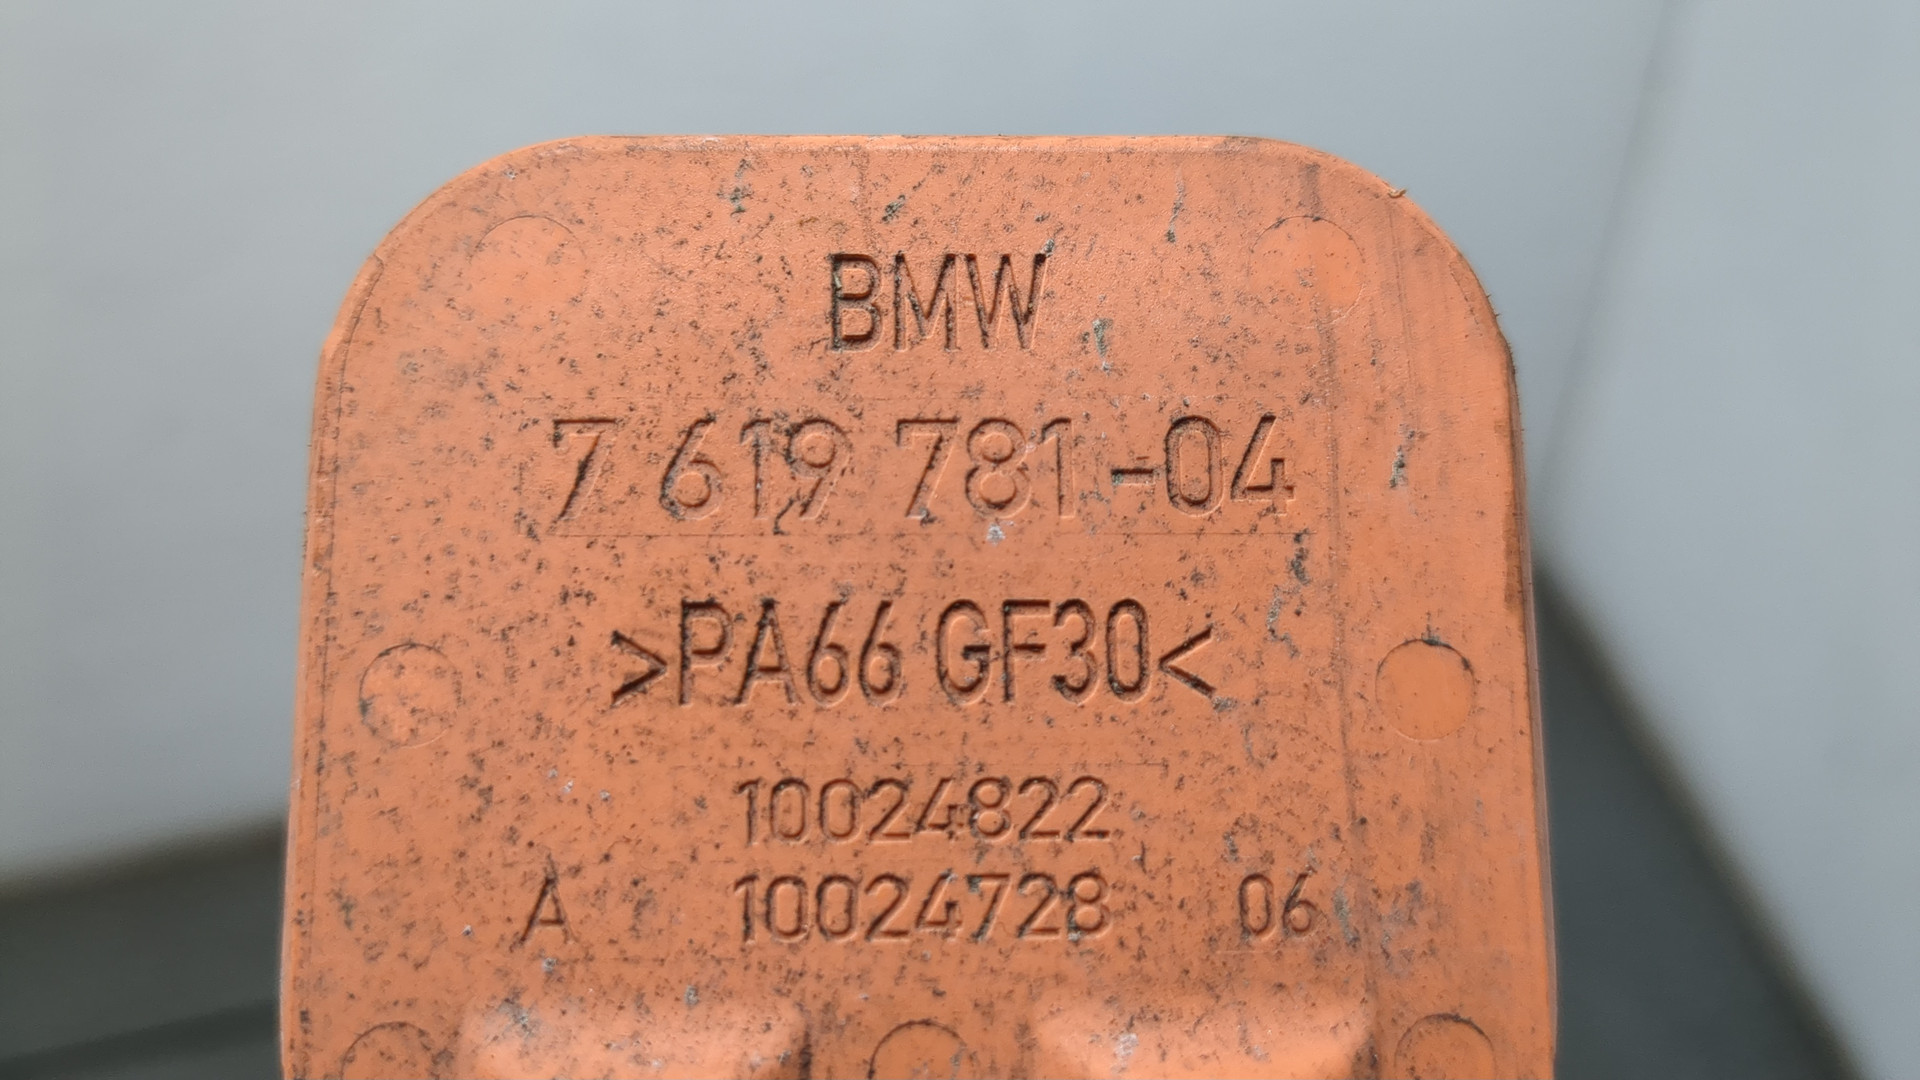 BMW
7 619 781-04
>PA66 GF30<
10024822
A 10024728 06